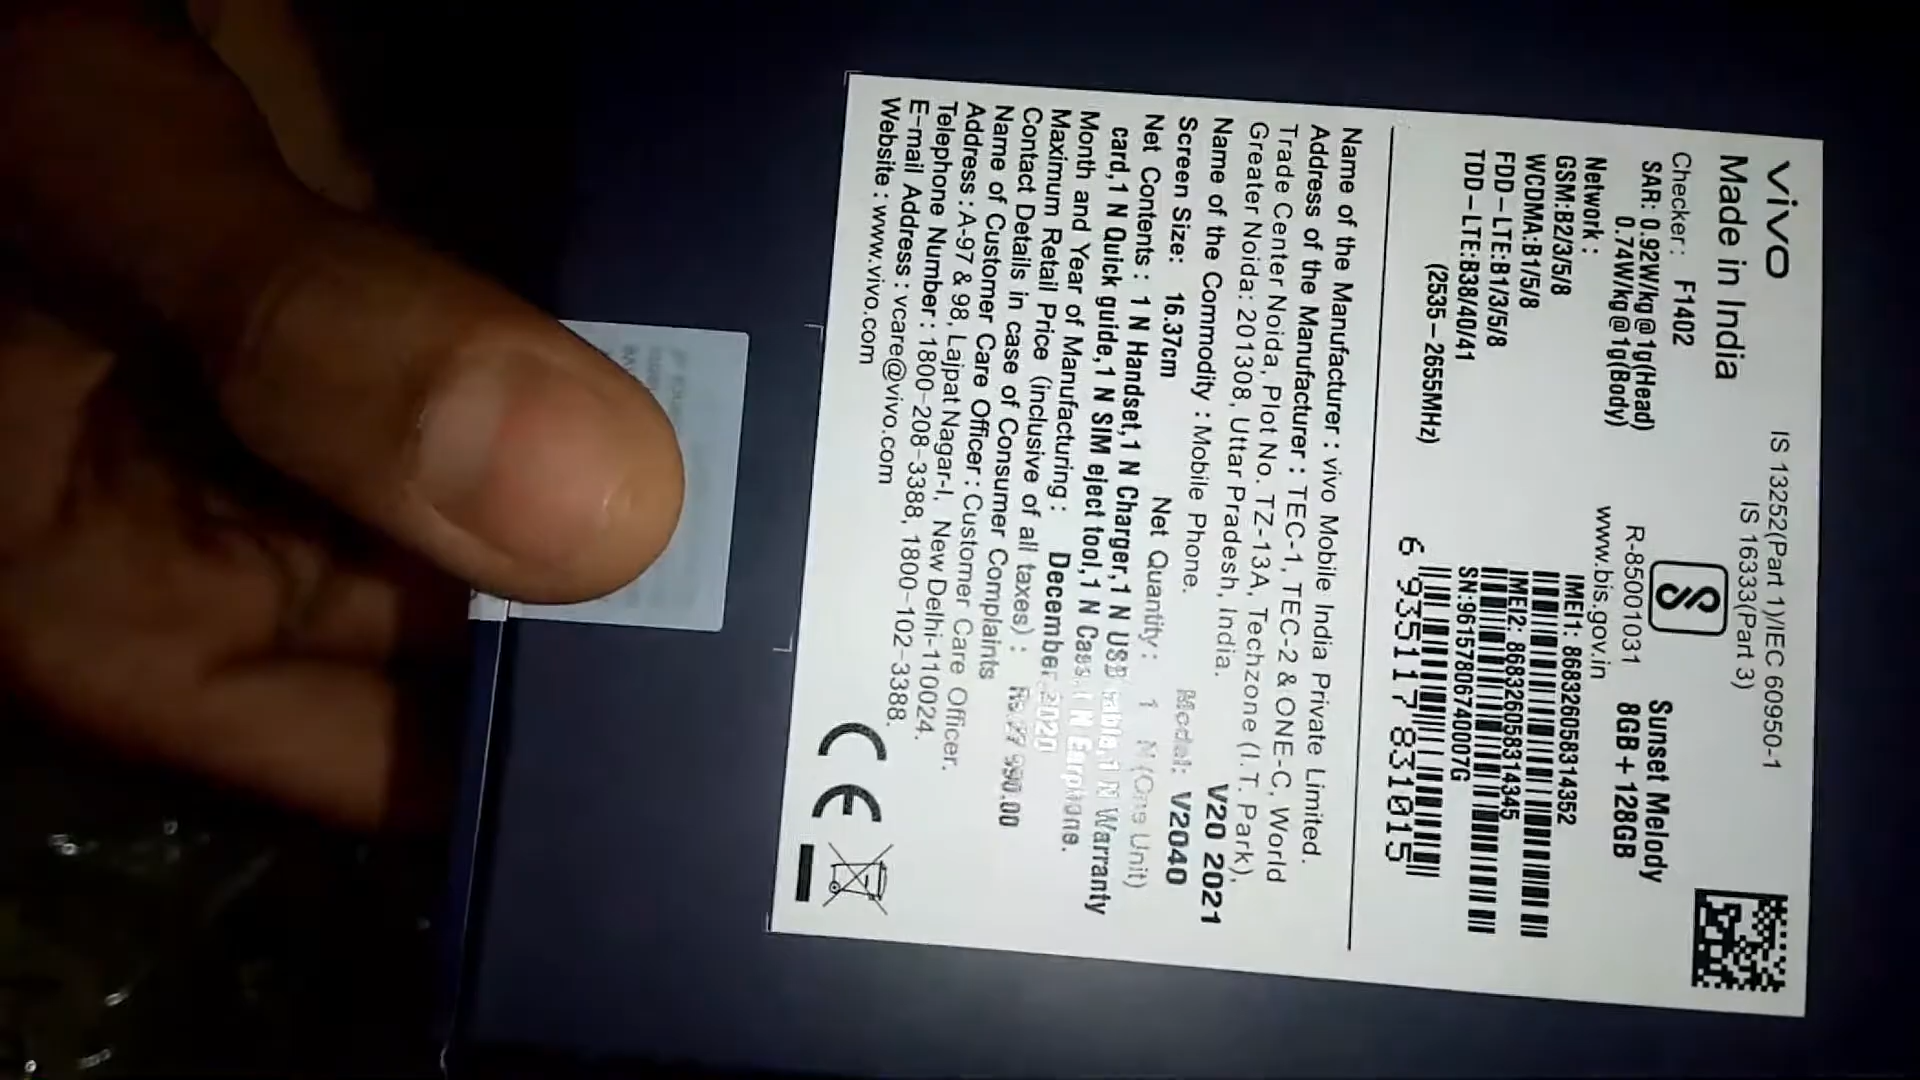 vivo
Made in India
Checker : F1402
SAR: 0.92W/kg@1g(Head)
0.74W/kg@1g(Body)
Network :
GSM:B2/3/5/8
WCDMA:B1/5/8
FDD-LTE:B1/3/5/8
TDD-LTE:B38/40/41
(2535-2655MHz)
IS 13252(Part 1)/IEC 60950-1
IS 16333(Part 3)
R-85001031
www.bis.gov.in
Sunset Melody
8GB + 128GB
IMEI1: 868326058314352
IMEI2: 868326058314345
SN:96157806740007G
6 935117 831015
Name of the Manufacturer : vivo Mobile India Private Limited.
Address of the Manufacturer : TEC-1, TEC-2 & ONE-C, World
Trade Center Noida, Plot No. TZ-13A, Techzone (I.T. Park),
Greater Noida: 201308, Uttar Pradesh, India.
Name of the Commodity : Mobile Phone. V20 2021
Screen Size: 16.37cm Model: V2040
Net Quantity : 1 N (One Unit)
Net Contents : 1 N Handset,1 N Charger,1 N USB cable,1 N Warranty
card,1 N Quick guide,1 N SIM eject tool,1 N Case,1 N Earphone.
Month and Year of Manufacturing : December 2020
Maximum Retail Price (inclusive of all taxes) : Rs.27 990.00
Contact Details in case of Consumer Complaints
Name of Customer Care Officer : Customer Care Officer.
Address : A-97 & 98, Lajpat Nagar-I, New Delhi-110024.
Telephone Number : 1800-208-3388, 1800-102-3388.
E-mail Address : vcare@vivo.com
Website : www.vivo.com
CE